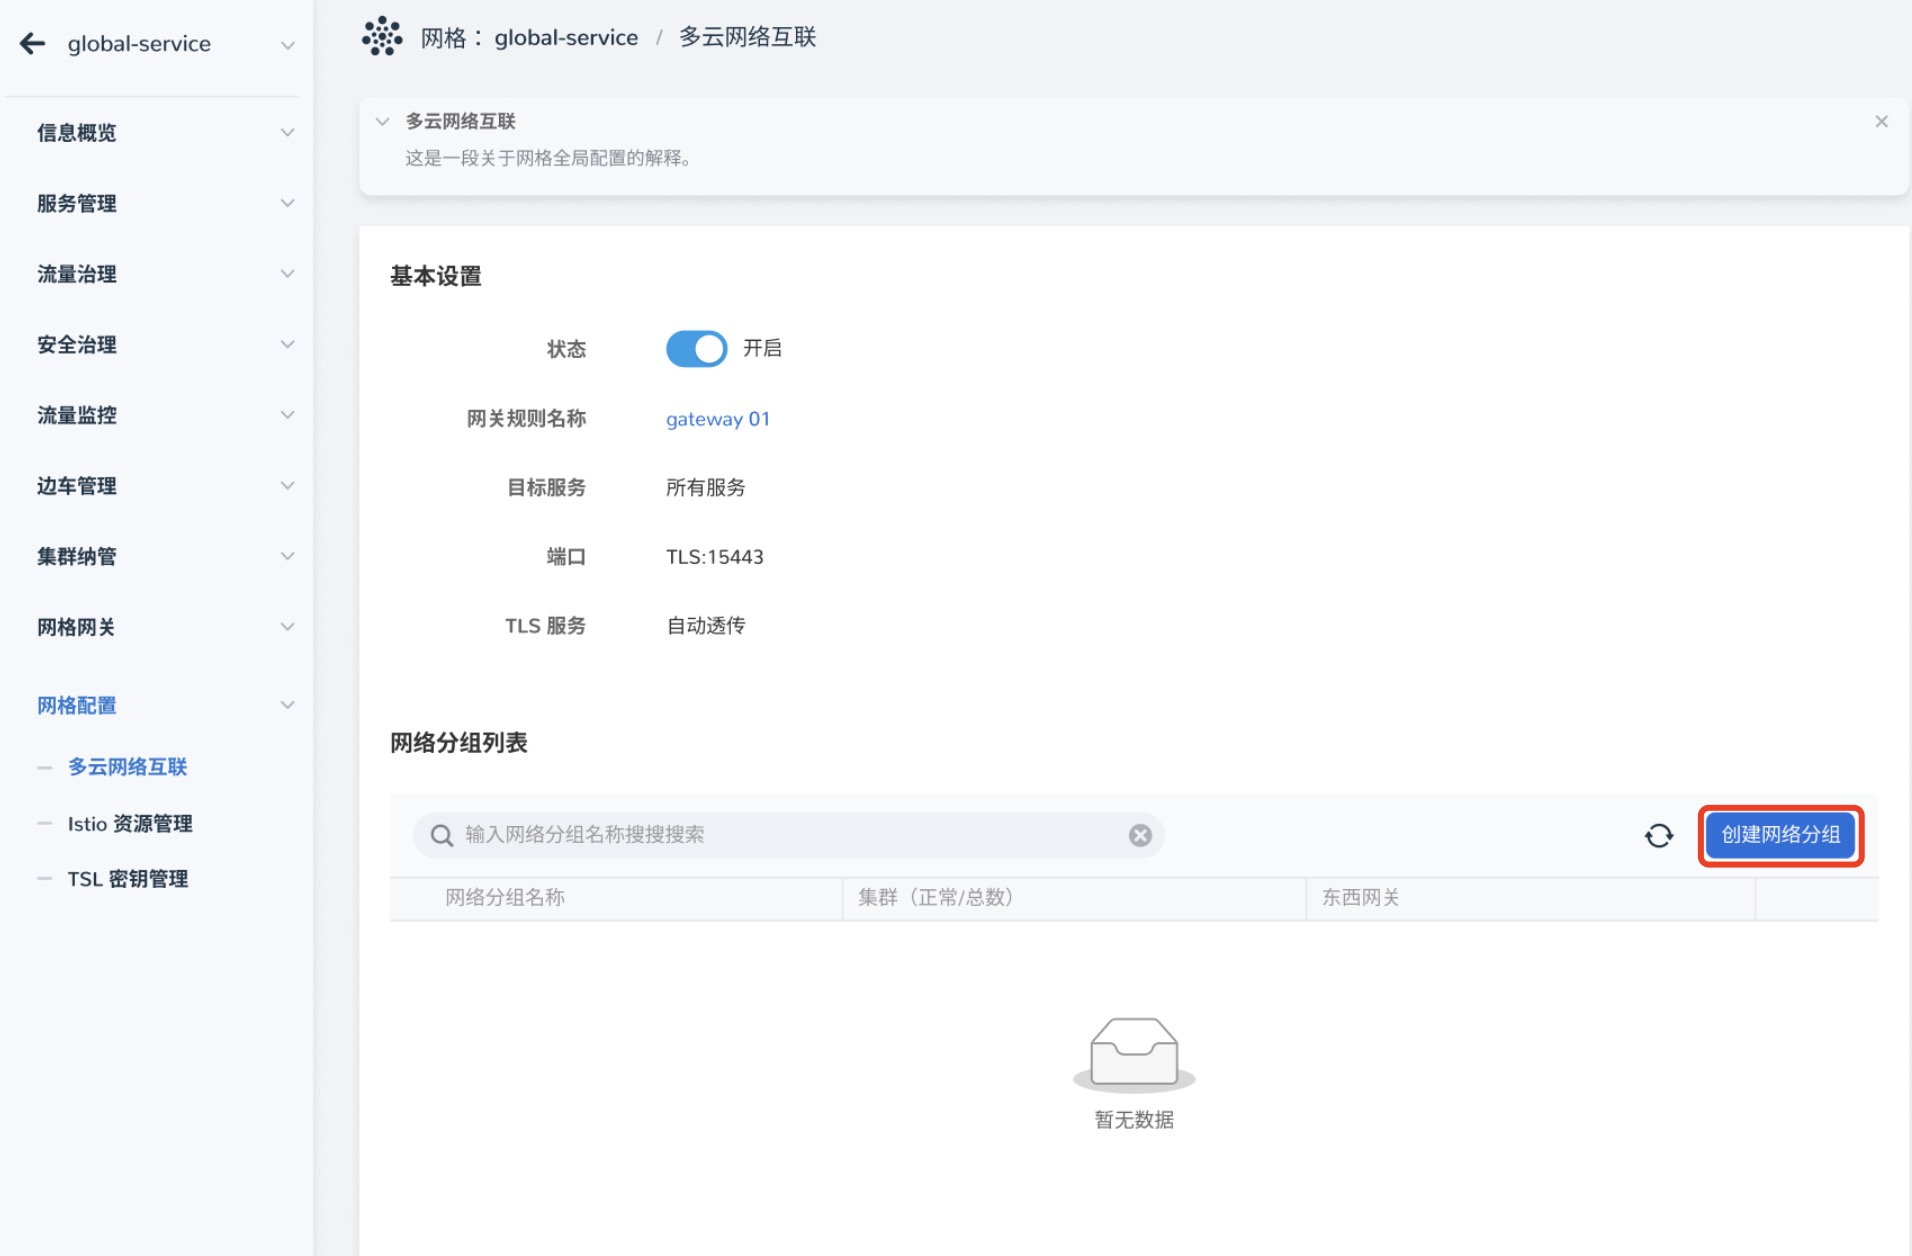 global-service
信息概览
服务管理
流量治理
安全治理
流量监控
边车管理
集群纳管
网格网关
网格配置
多云网络互联
Istio 资源管理
TSL 密钥管理
网格： global-service / 多云网络互联
多云网络互联
这是一段关于网格全局配置的解释。
基本设置
状态 开启
网关规则名称 gateway 01
目标服务 所有服务
端口 TLS:15443
TLS 服务 自动透传
网络分组列表
输入网络分组名称搜搜搜索
创建网络分组
网络分组名称 集群（正常/总数） 东西网关
暂无数据